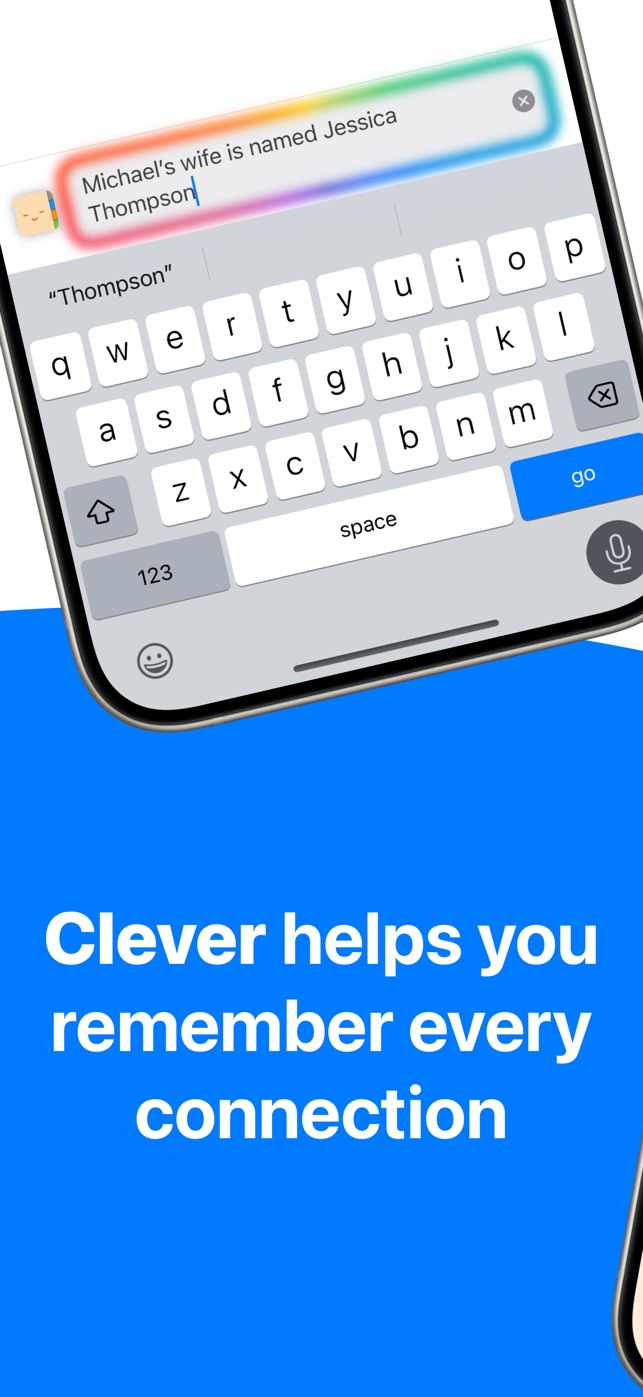 Michael's wife is named Jessica
Thompson
“Thompson”
q w e r t y u i o p
a s d f g h j k l
z x c v b n m
123 space go
Clever helps you
remember every
connection